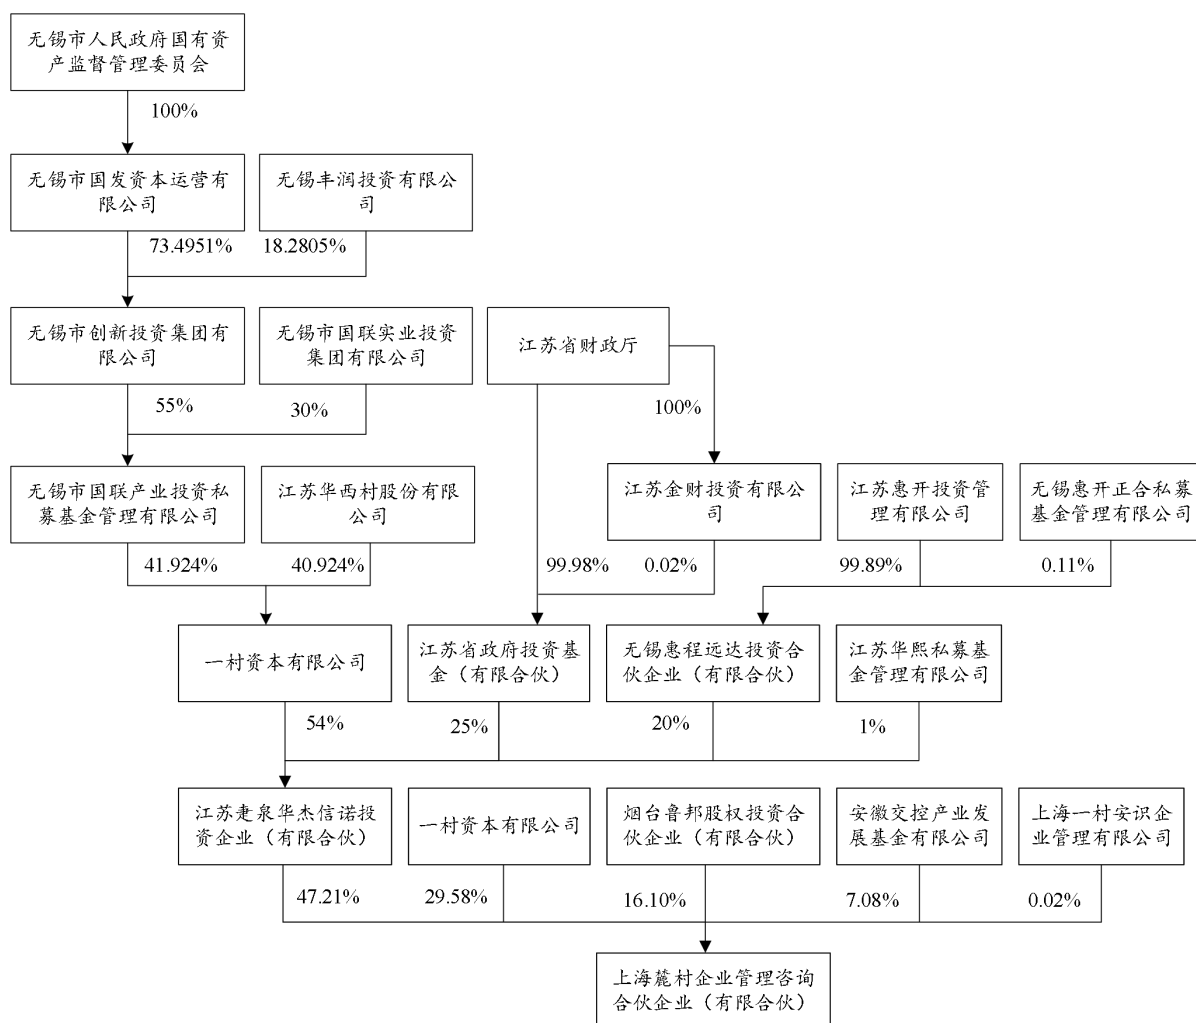 无锡市人民政府国有资
产监督管理委员会
100%
无锡市国发资本运营有
限公司
无锡丰润投资有限公
司
73.4951%
18.2805%
无锡市创新投资集团有
限公司
无锡市国联实业投资
集团有限公司
江苏省财政厅
55%
30%
100%
无锡市国联产业投资私
募基金管理有限公司
江苏华西村股份有限
公司
江苏金财投资有限公
司
江苏惠开投资管
理有限公司
无锡惠开正合私募
基金管理有限公司
41.924%
40.924%
99.98%
0.02%
99.89%
0.11%
一村资本有限公司
江苏省政府投资基
金（有限合伙）
无锡惠程远达投资合
伙企业（有限合伙）
江苏华熙私募基
金管理有限公司
54%
25%
20%
1%
江苏疌泉华杰信诺投
资企业（有限合伙）
一村资本有限公司
烟台鲁邦股权投资合
伙企业（有限合伙）
安徽交控产业发
展基金有限公司
上海一村安识企
业管理有限公司
47.21%
29.58%
16.10%
7.08%
0.02%
上海麓村企业管理咨询
合伙企业（有限合伙）